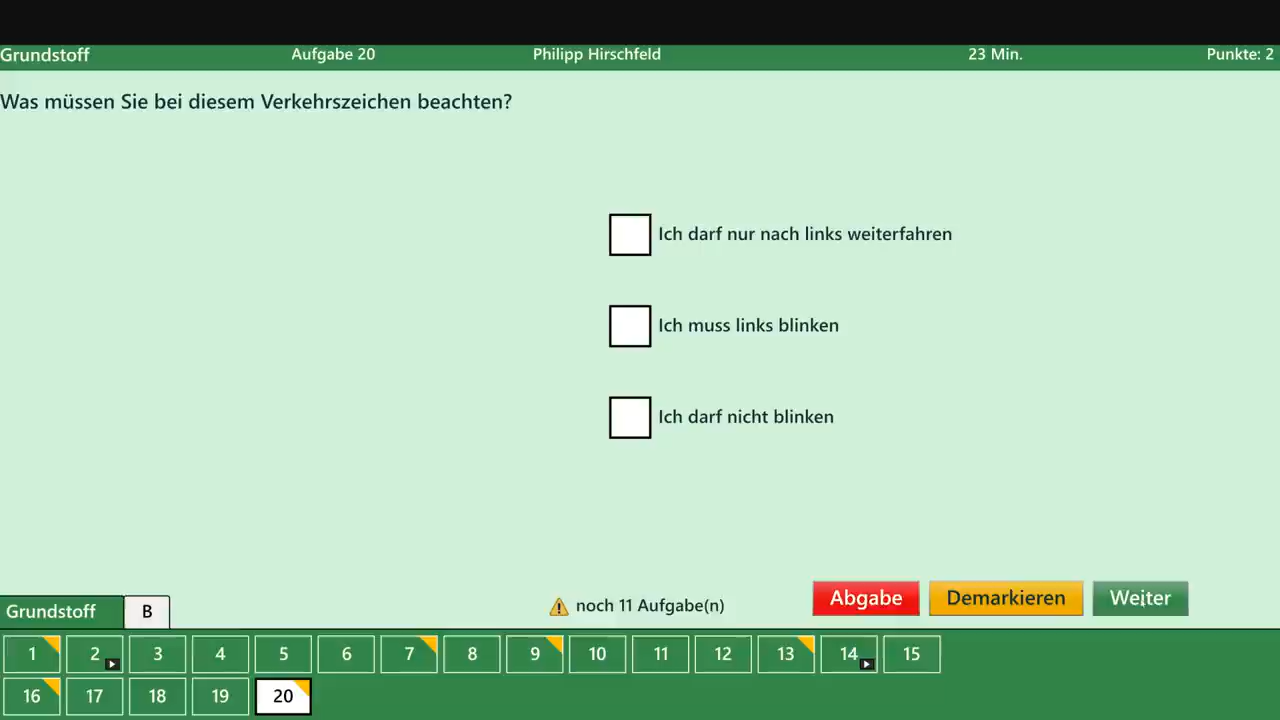 Grundstoff Aufgabe 20 Philipp Hirschfeld 23 Min. Punkte: 2
Was müssen Sie bei diesem Verkehrszeichen beachten?
Ich darf nur nach links weiterfahren
Ich muss links blinken
Ich darf nicht blinken
noch 11 Aufgabe(n) Abgabe Demarkieren Weiter
Grundstoff B
1 2 3 4 5 6 7 8 9 10 11 12 13 14 15
16 17 18 19 20